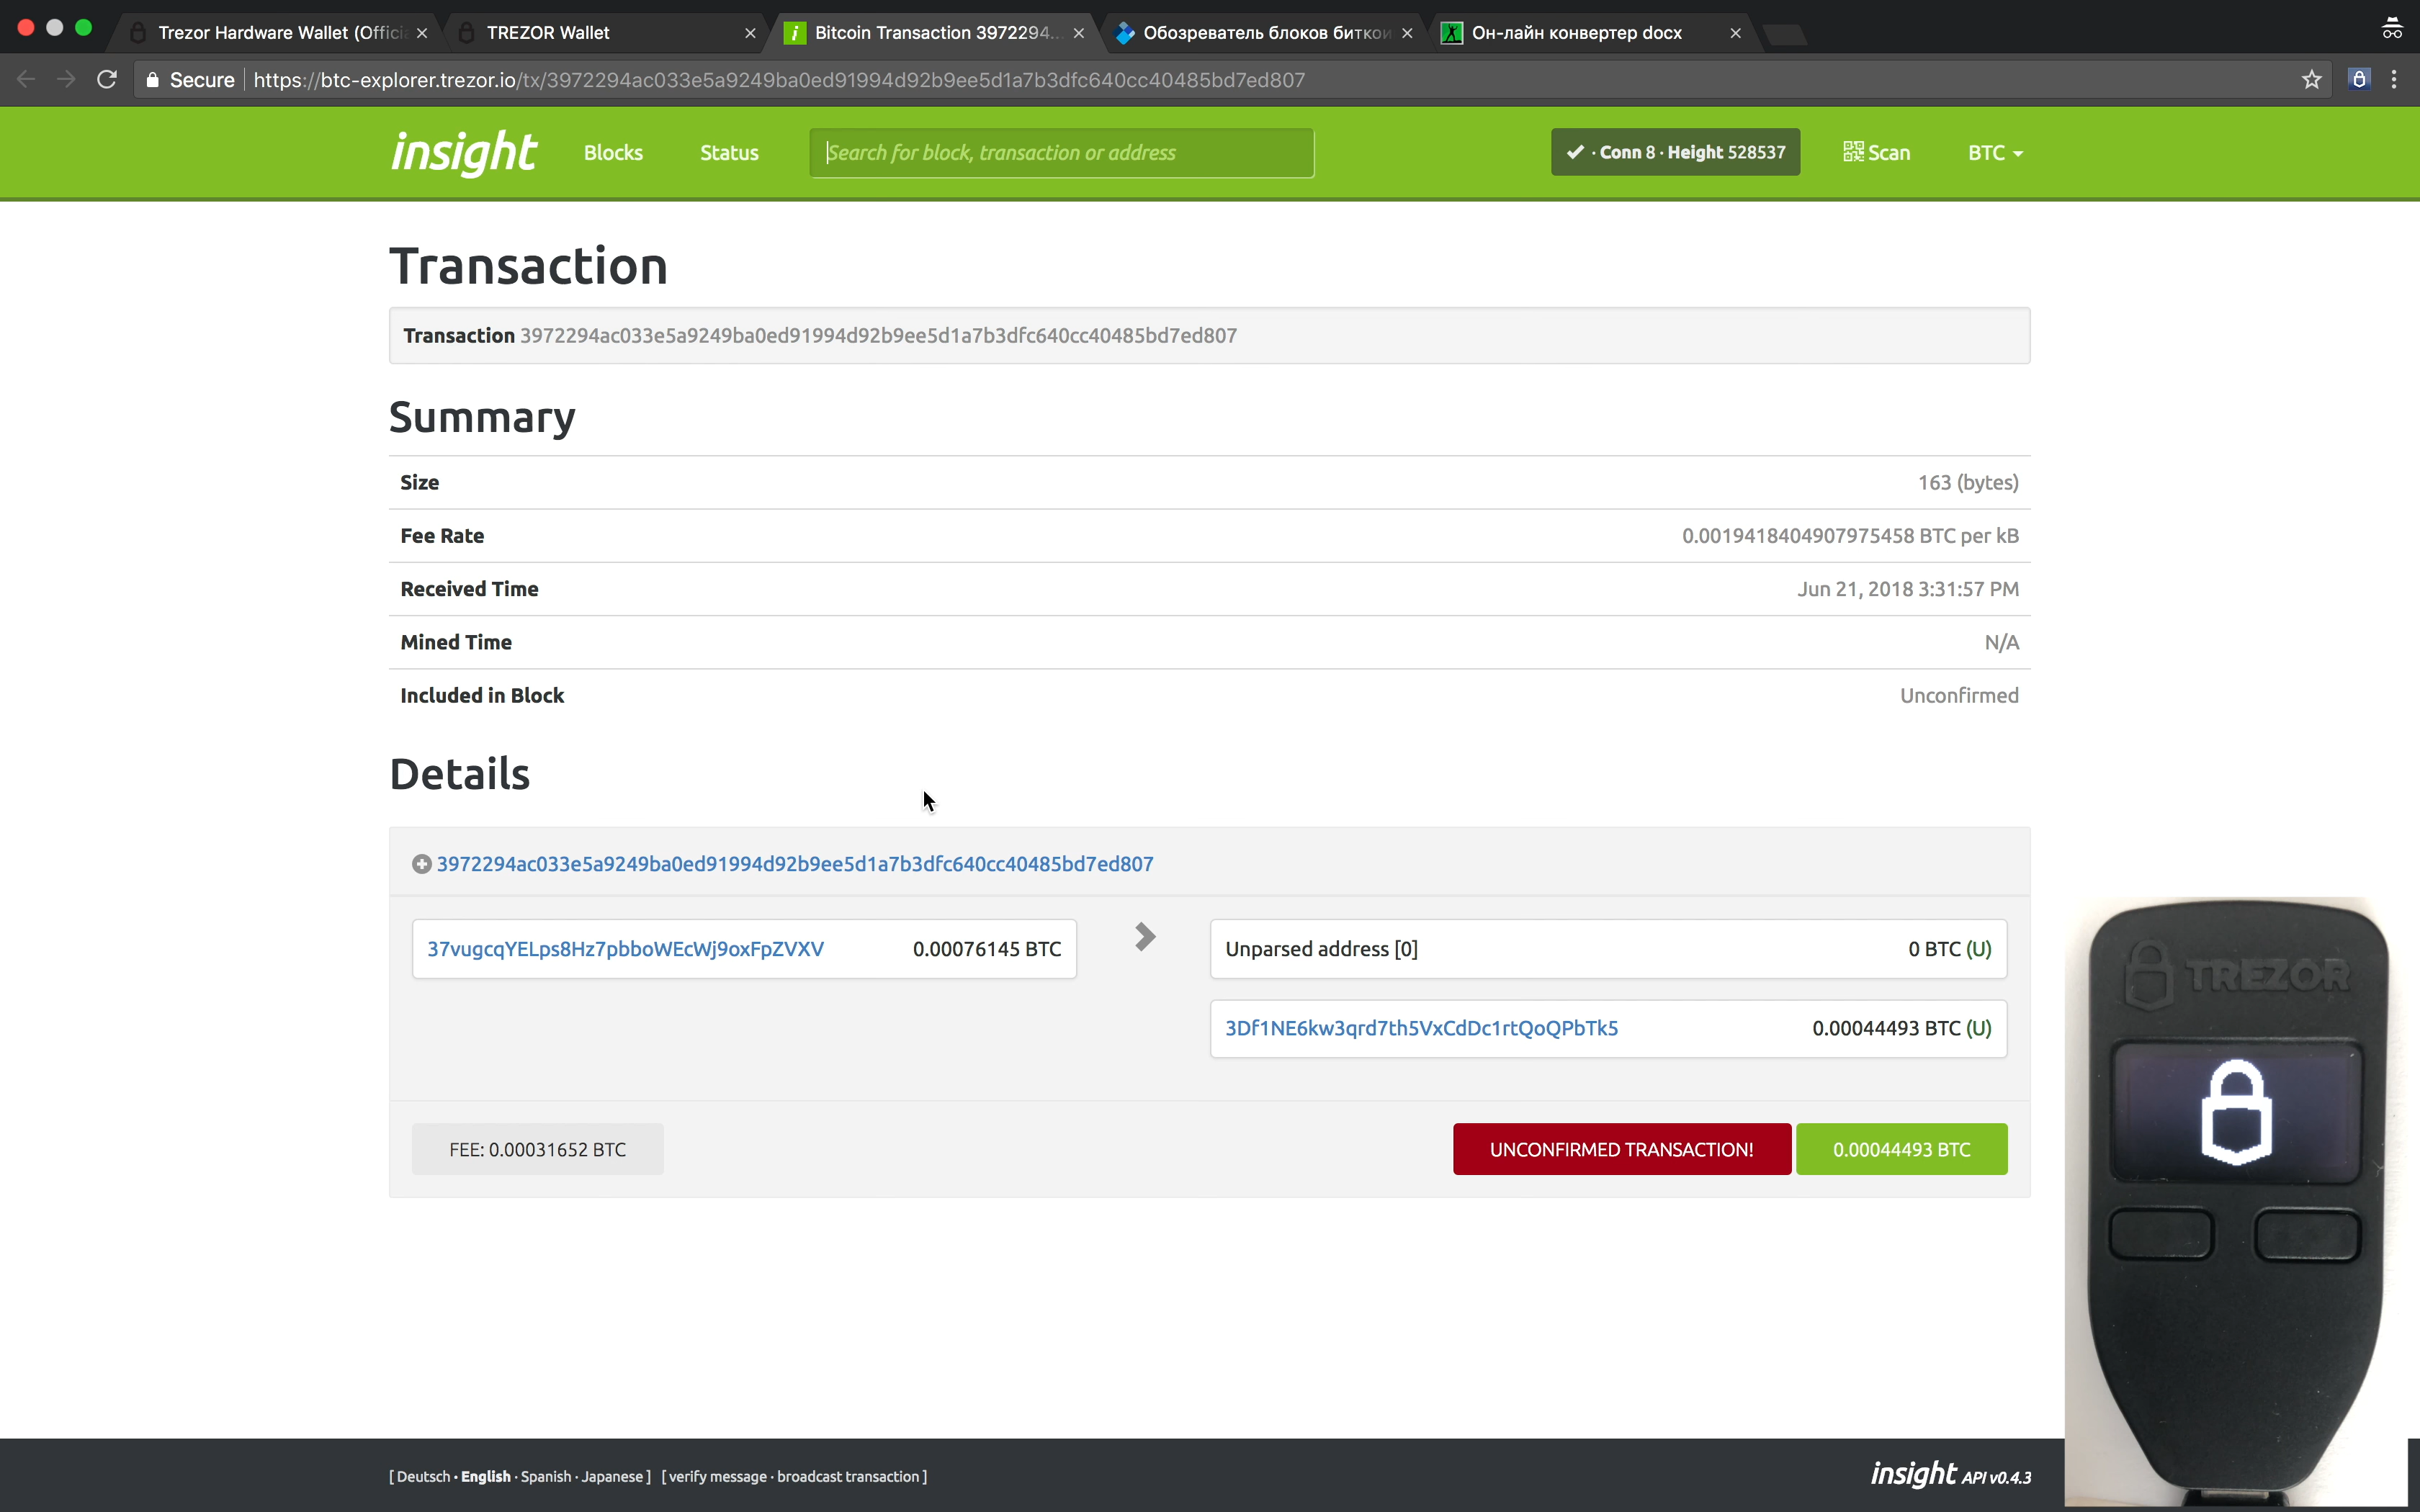 Trezor Hardware Wallet (Offici
TREZOR Wallet
Bitcoin Transaction 3972294...
Обозреватель блоков биткои
Он-лайн конвертер docx
Secure https://btc-explorer.trezor.io/tx/3972294ac033e5a9249ba0ed91994d92b9ee5d1a7b3dfc640cc40485bd7ed807
insight Blocks Status Search for block, transaction or address · Conn 8 · Height 528537 Scan BTC
Transaction
Transaction 3972294ac033e5a9249ba0ed91994d92b9ee5d1a7b3dfc640cc40485bd7ed807
Summary
Size 163 (bytes)
Fee Rate 0.0019418404907975458 BTC per kB
Received Time Jun 21, 2018 3:31:57 PM
Mined Time N/A
Included in Block Unconfirmed
Details
3972294ac033e5a9249ba0ed91994d92b9ee5d1a7b3dfc640cc40485bd7ed807
37vugcqYELps8Hz7pbboWEcWj9oxFpZVXV 0.00076145 BTC
Unparsed address [0] 0 BTC (U)
3Df1NE6kw3qrd7th5VxCdDc1rtQoQPbTk5 0.00044493 BTC (U)
FEE: 0.00031652 BTC
UNCONFIRMED TRANSACTION! 0.00044493 BTC
TREZOR
[ Deutsch · English · Spanish · Japanese ] [ verify message · broadcast transaction ]
insight API v0.4.3